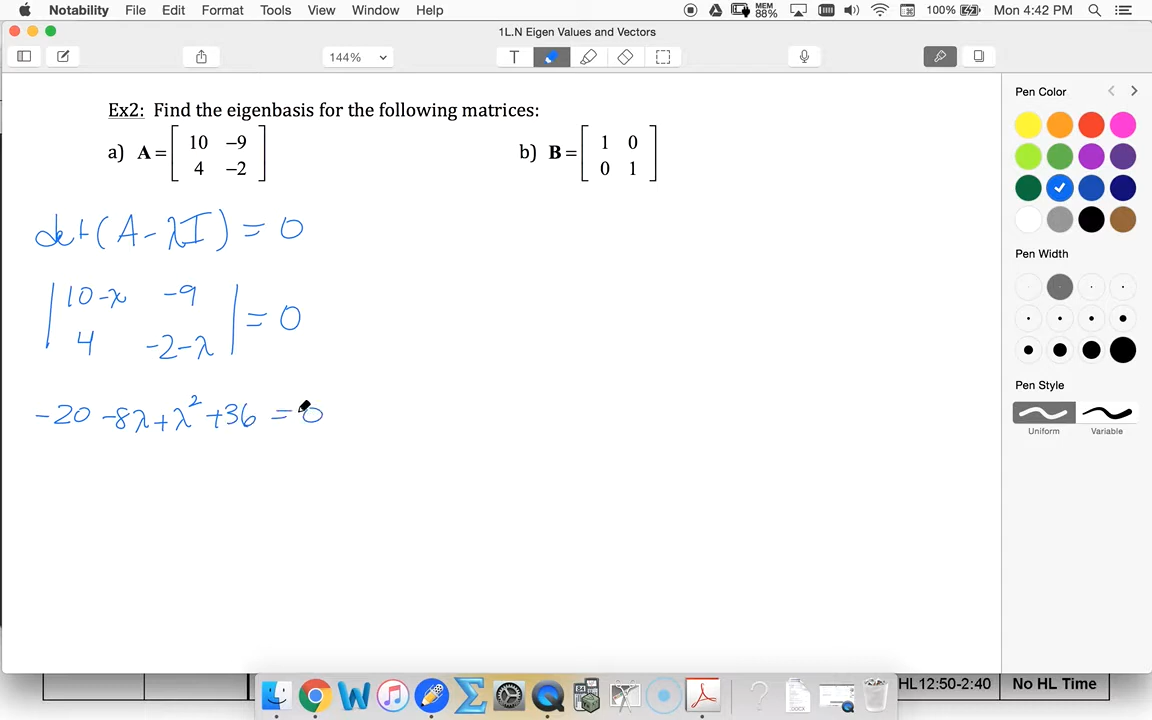 Notability File Edit Format Tools View Window Help MEM 88% 100% Mon 4:42 PM
1L.N Eigen Values and Vectors
144% T
Ex2: Find the eigenbasis for the following matrices:
a) A = [ 10 −9
4 −2 ]
b) B = [ 1 0
0 1 ]
det(A - λI) = 0
| 10-λ -9
4 -2-λ | = 0
-20 -8λ + λ² + 36 = 0
Pen Color
Pen Width
Pen Style
Uniform Variable
HL12:50-2:40 No HL Time